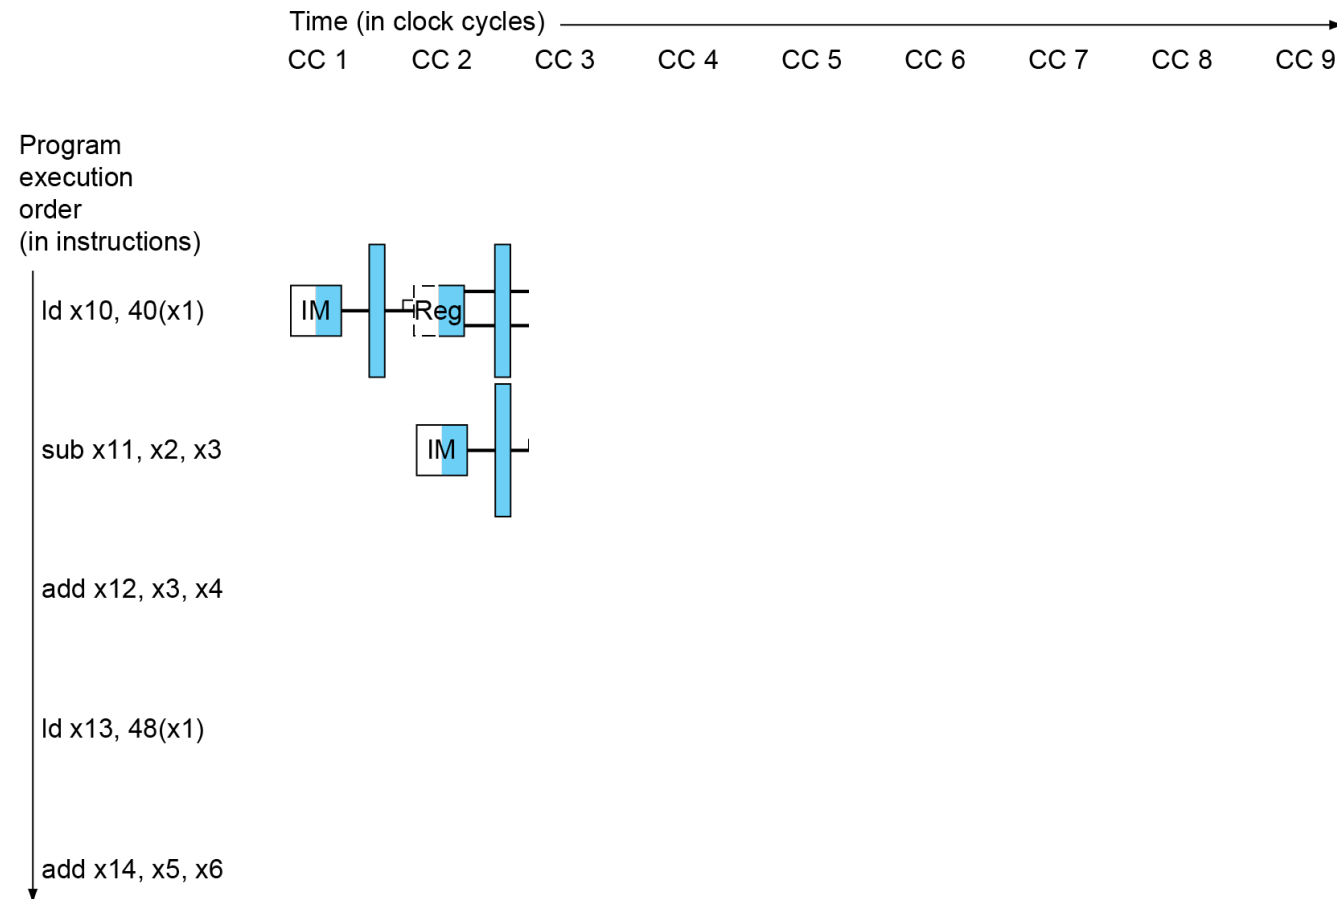 Time (in clock cycles)
CC 1 CC 2 CC 3 CC 4 CC 5 CC 6 CC 7 CC 8 CC 9
Program
execution
order
(in instructions)
ld x10, 40(x1)
IM Reg
sub x11, x2, x3
IM
add x12, x3, x4
ld x13, 48(x1)
add x14, x5, x6